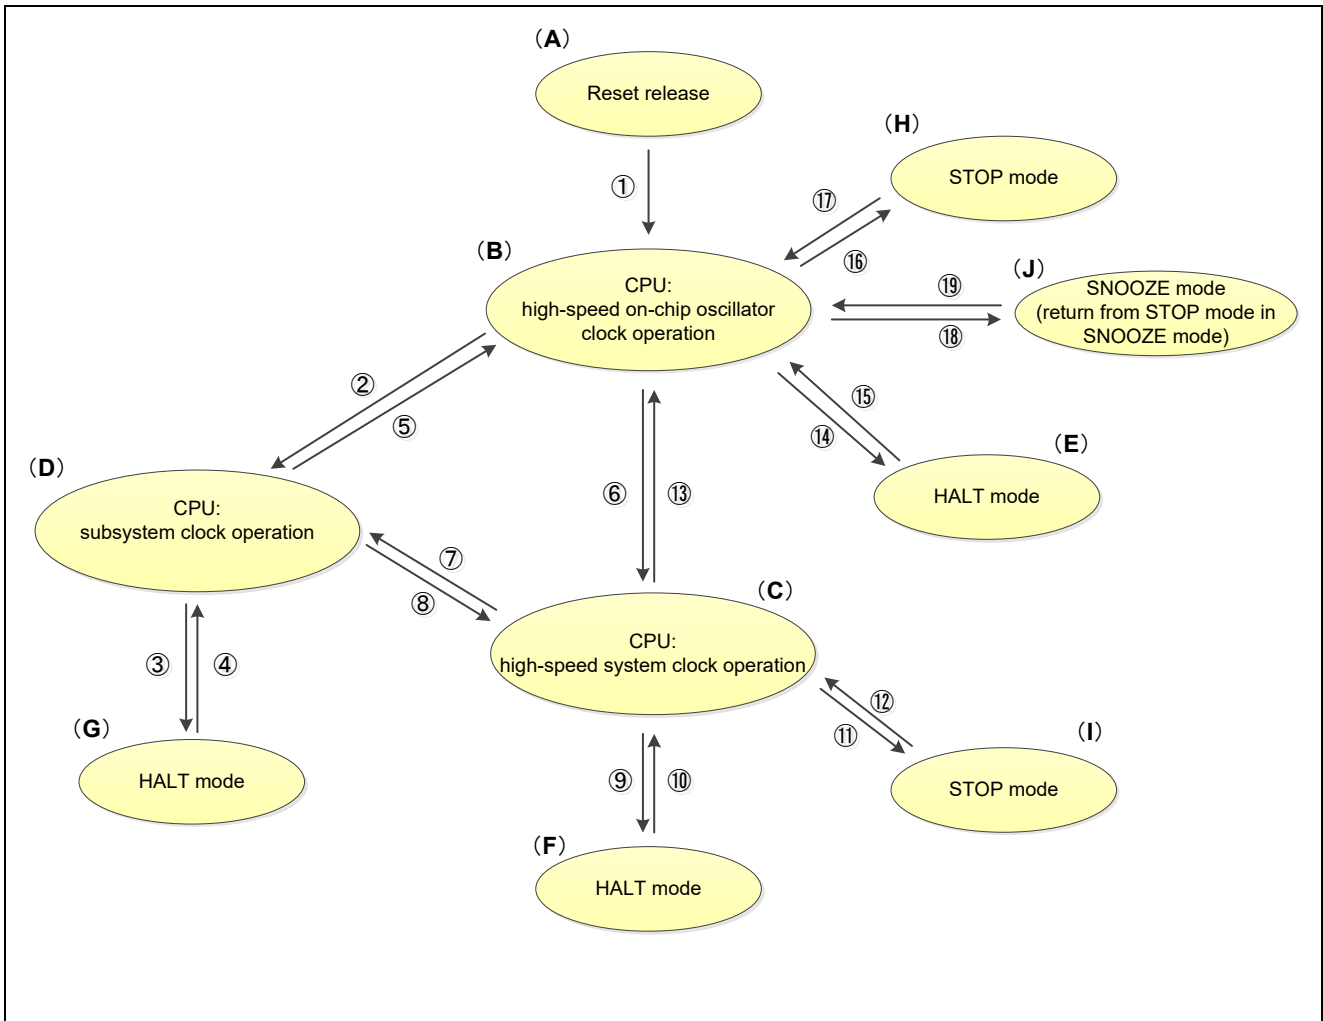 （A）
Reset release
（H）
STOP mode
①
⑰
⑯
（B）
CPU:
high-speed on-chip oscillator
clock operation
（J）
SNOOZE mode
(return from STOP mode in
SNOOZE mode)
⑲
⑱
②
⑤
⑮
⑭
（E）
HALT mode
（D）
CPU:
subsystem clock operation
⑥
⑬
⑦
⑧
（C）
CPU:
high-speed system clock operation
③
④
⑫
⑪
（G）
HALT mode
（I）
STOP mode
⑨
⑩
（F）
HALT mode